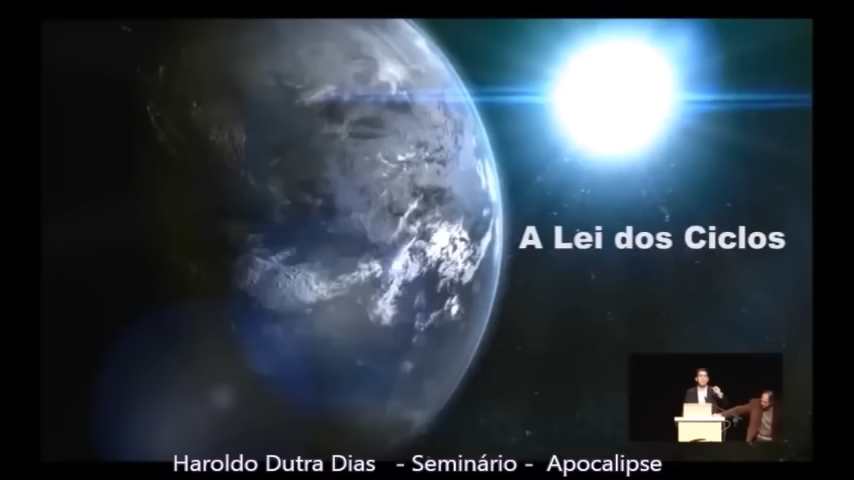 A Lei dos Ciclos
Haroldo Dutra Dias - Seminário - Apocalipse